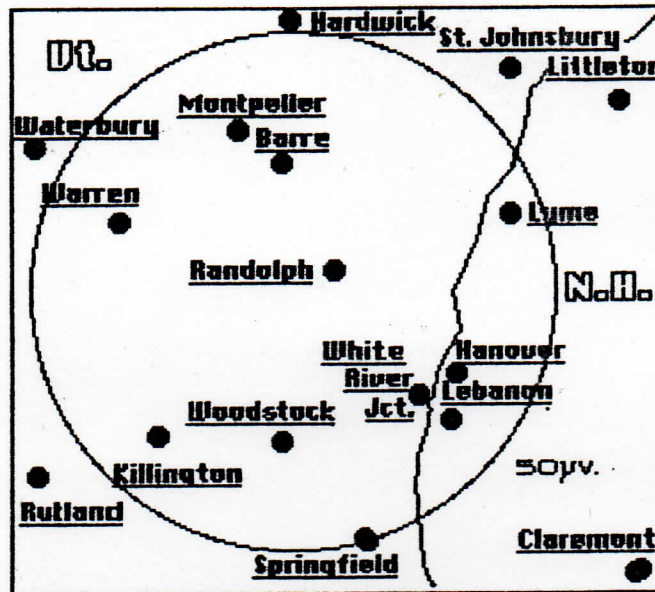 Hardwick
Vt.
St. Johnsbury
Littleton
Montpelier
Waterbury
Barre
Warren
Lyme
Randolph
N.H.
White
River
Jct.
Hanover
Lebanon
Woodstock
Killington
50µv.
Rutland
Springfield
Claremont